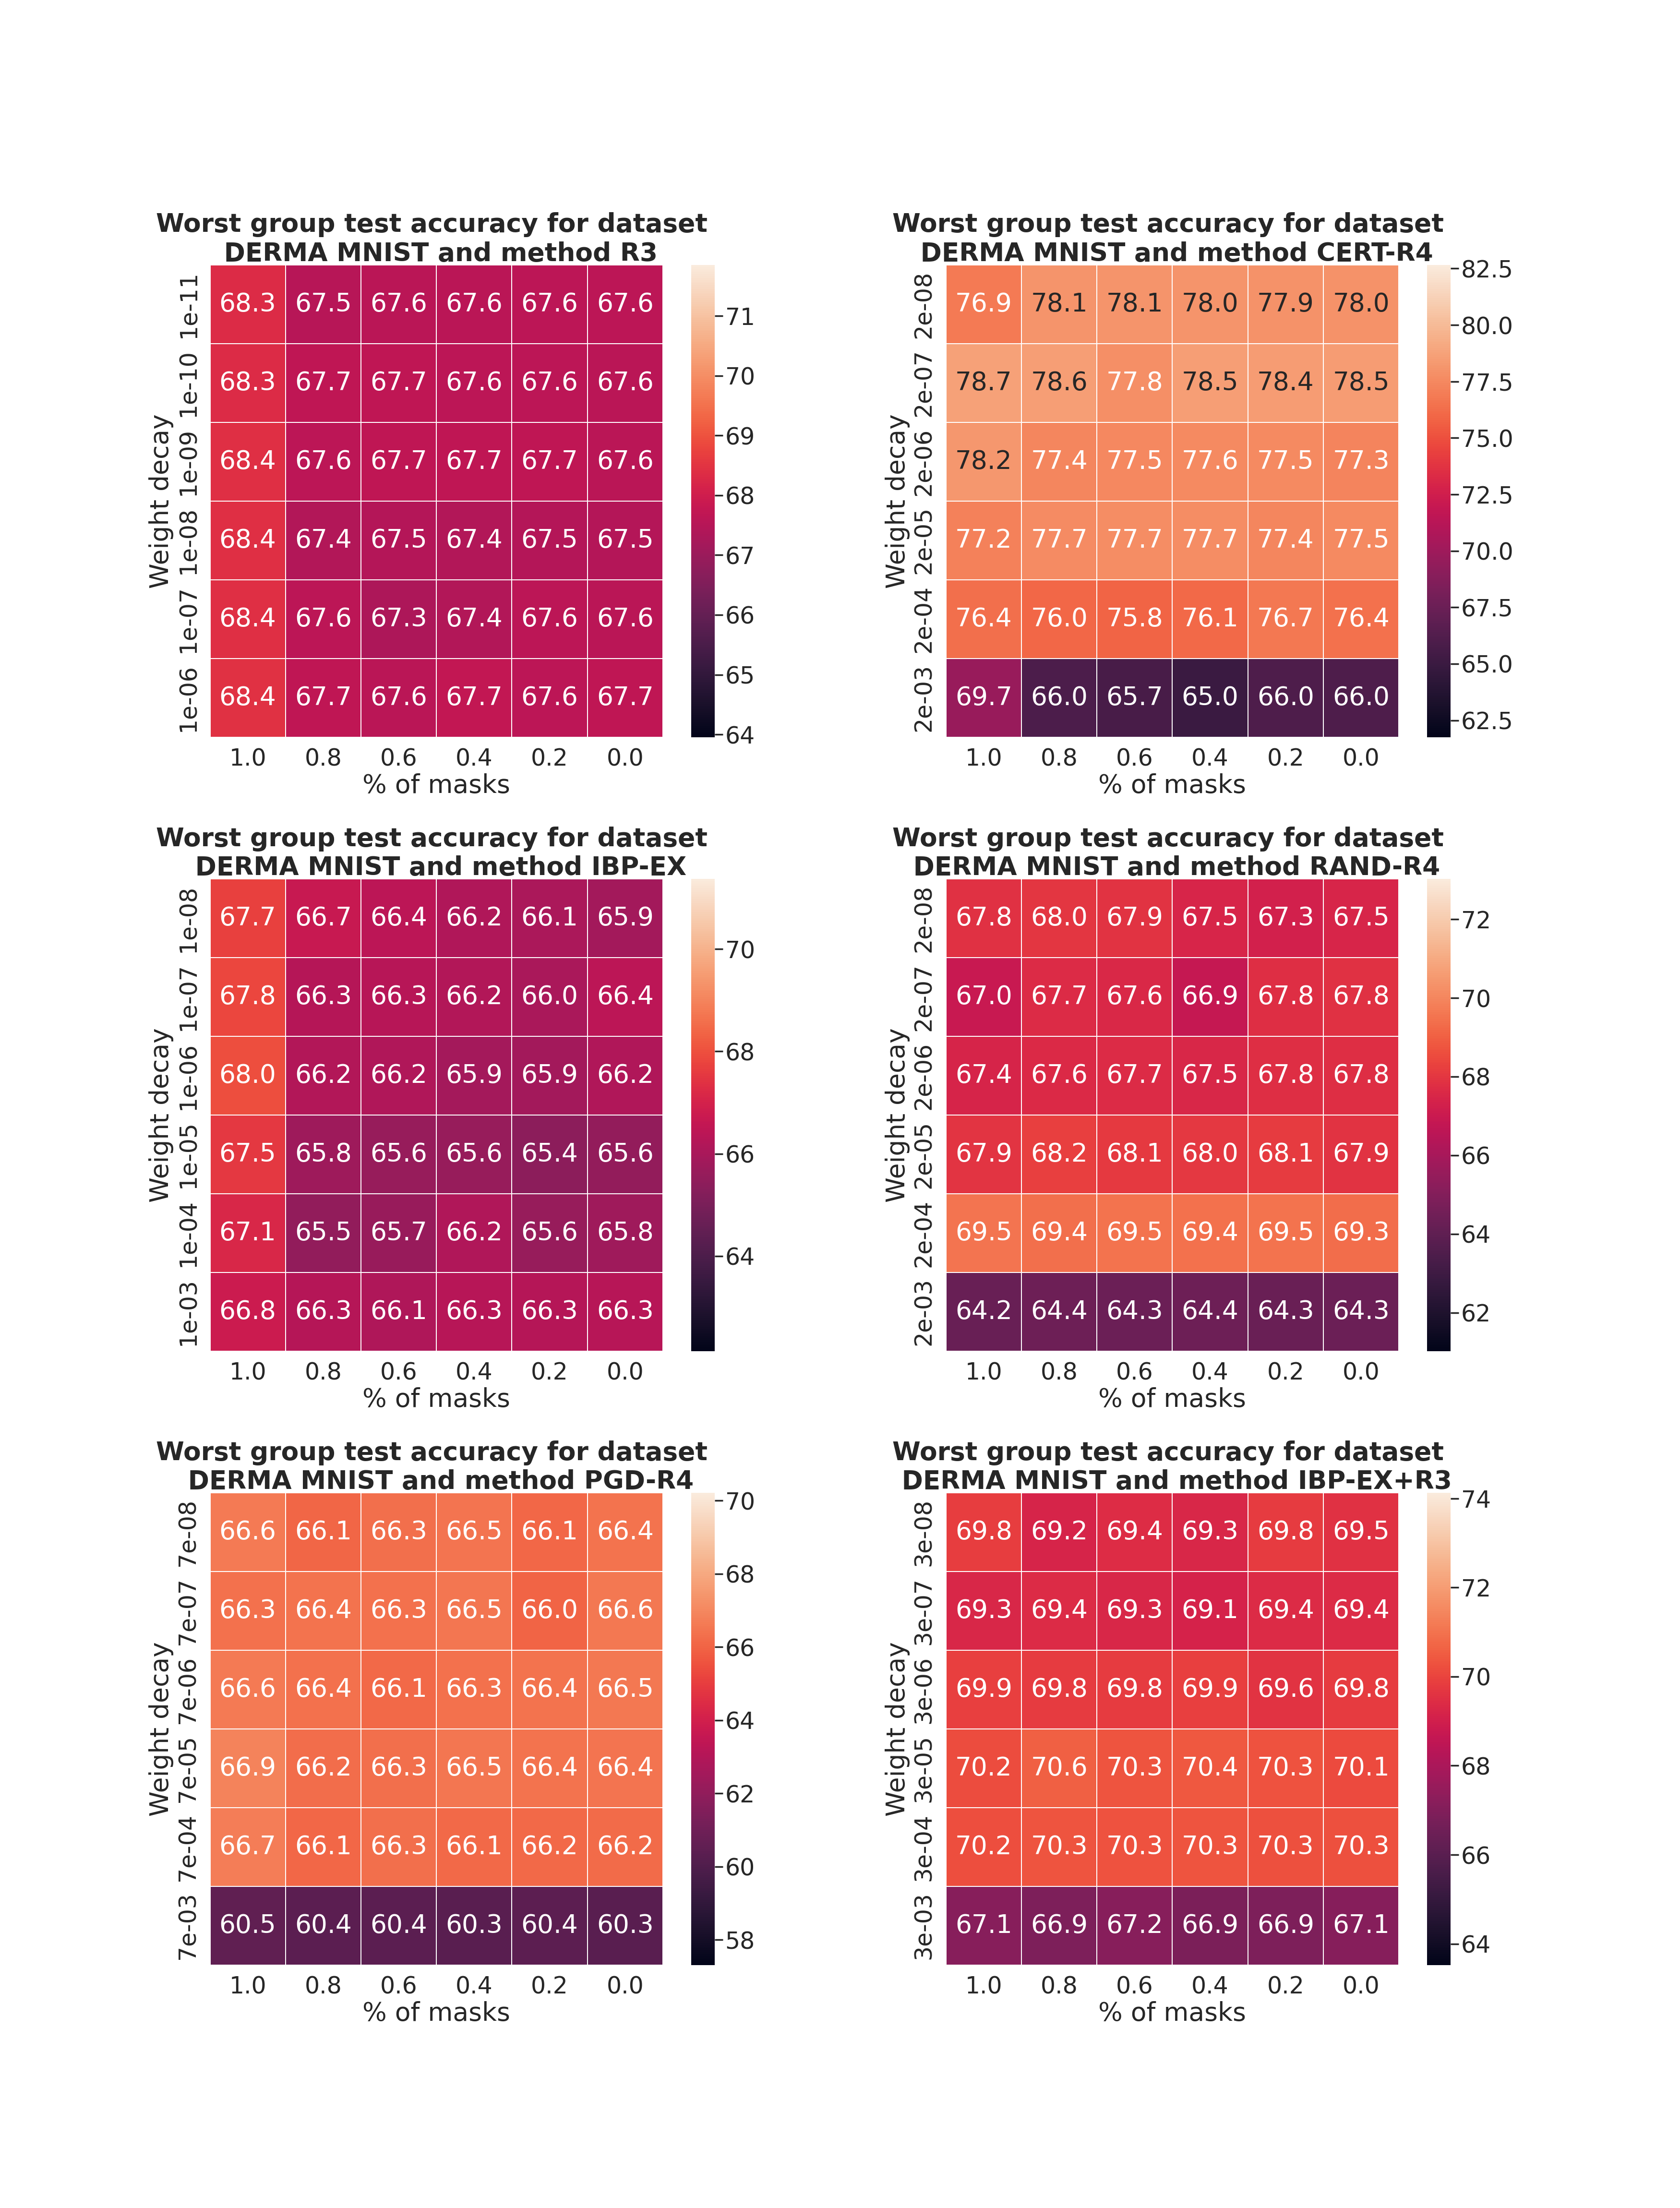 Worst group test accuracy for dataset
DERMA MNIST and method R3
Weight decay
1e-11 68.3 67.5 67.6 67.6 67.6 67.6
1e-10 68.3 67.7 67.7 67.6 67.6 67.6
1e-09 68.4 67.6 67.7 67.7 67.7 67.6
1e-08 68.4 67.4 67.5 67.4 67.5 67.5
1e-07 68.4 67.6 67.3 67.4 67.6 67.6
1e-06 68.4 67.7 67.6 67.7 67.6 67.7
1.0 0.8 0.6 0.4 0.2 0.0
% of masks
71
70
69
68
67
66
65
64
Worst group test accuracy for dataset
DERMA MNIST and method CERT-R4
Weight decay
2e-08 76.9 78.1 78.1 78.0 77.9 78.0
2e-07 78.7 78.6 77.8 78.5 78.4 78.5
2e-06 78.2 77.4 77.5 77.6 77.5 77.3
2e-05 77.2 77.7 77.7 77.7 77.4 77.5
2e-04 76.4 76.0 75.8 76.1 76.7 76.4
2e-03 69.7 66.0 65.7 65.0 66.0 66.0
1.0 0.8 0.6 0.4 0.2 0.0
% of masks
82.5
80.0
77.5
75.0
72.5
70.0
67.5
65.0
62.5
Worst group test accuracy for dataset
DERMA MNIST and method IBP-EX
Weight decay
1e-08 67.7 66.7 66.4 66.2 66.1 65.9
1e-07 67.8 66.3 66.3 66.2 66.0 66.4
1e-06 68.0 66.2 66.2 65.9 65.9 66.2
1e-05 67.5 65.8 65.6 65.6 65.4 65.6
1e-04 67.1 65.5 65.7 66.2 65.6 65.8
1e-03 66.8 66.3 66.1 66.3 66.3 66.3
1.0 0.8 0.6 0.4 0.2 0.0
% of masks
70
68
66
64
Worst group test accuracy for dataset
DERMA MNIST and method RAND-R4
Weight decay
2e-08 67.8 68.0 67.9 67.5 67.3 67.5
2e-07 67.0 67.7 67.6 66.9 67.8 67.8
2e-06 67.4 67.6 67.7 67.5 67.8 67.8
2e-05 67.9 68.2 68.1 68.0 68.1 67.9
2e-04 69.5 69.4 69.5 69.4 69.5 69.3
2e-03 64.2 64.4 64.3 64.4 64.3 64.3
1.0 0.8 0.6 0.4 0.2 0.0
% of masks
72
70
68
66
64
62
Worst group test accuracy for dataset
DERMA MNIST and method PGD-R4
Weight decay
7e-08 66.6 66.1 66.3 66.5 66.1 66.4
7e-07 66.3 66.4 66.3 66.5 66.0 66.6
7e-06 66.6 66.4 66.1 66.3 66.4 66.5
7e-05 66.9 66.2 66.3 66.5 66.4 66.4
7e-04 66.7 66.1 66.3 66.1 66.2 66.2
7e-03 60.5 60.4 60.4 60.3 60.4 60.3
1.0 0.8 0.6 0.4 0.2 0.0
% of masks
70
68
66
64
62
60
58
Worst group test accuracy for dataset
DERMA MNIST and method IBP-EX+R3
Weight decay
3e-08 69.8 69.2 69.4 69.3 69.8 69.5
3e-07 69.3 69.4 69.3 69.1 69.4 69.4
3e-06 69.9 69.8 69.8 69.9 69.6 69.8
3e-05 70.2 70.6 70.3 70.4 70.3 70.1
3e-04 70.2 70.3 70.3 70.3 70.3 70.3
3e-03 67.1 66.9 67.2 66.9 66.9 67.1
1.0 0.8 0.6 0.4 0.2 0.0
% of masks
74
72
70
68
66
64